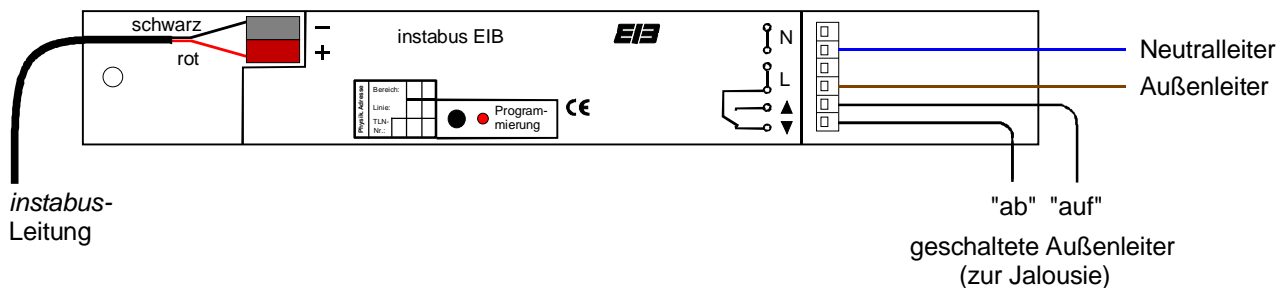 schwarz
rot
–
+
instabus EIB
EIB
N
L
▲
▼
Physik.Adresse
Bereich:
Linie:
TLN-
Nr.:
Program-
mierung
CE
Neutralleiter
Außenleiter
instabus-
Leitung
"ab" "auf"
geschaltete Außenleiter
(zur Jalousie)